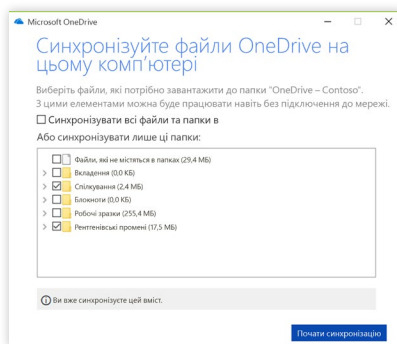 Microsoft OneDrive
Синхронізуйте файли OneDrive на
цьому комп'ютері
Виберіть файли, які потрібно завантажити до папки "OneDrive – Contoso".
З цими елементами можна буде працювати навіть без підключення до мережі.
Синхронізувати всі файли та папки в
Або синхронізувати лише ці папки:
Файли, які не містяться в папках (29,4 МБ)
Вкладення (0,0 КБ)
Спілкування (2,4 МБ)
Блокноти (0,0 КБ)
Робочі зразки (255,4 МБ)
Рентгенівські промені (17,5 МБ)
Ви вже синхронізуєте цей вміст.
Почати синхронізацію